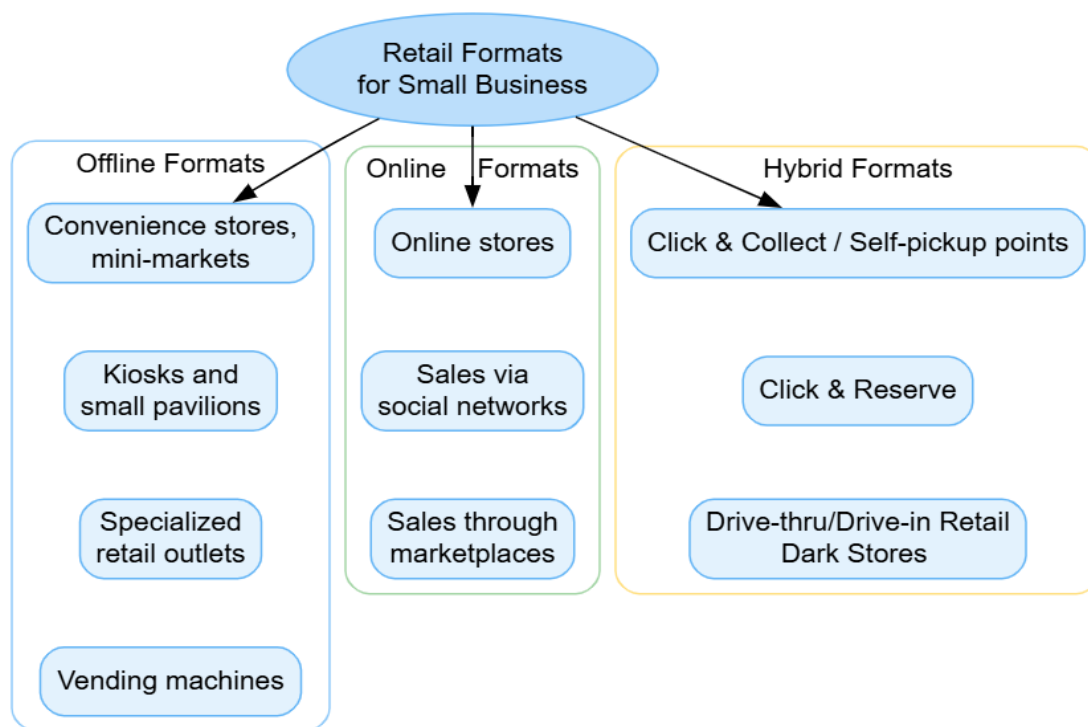 Retail Formats
for Small Business
Offline Formats
Convenience stores,
mini-markets
Kiosks and
small pavilions
Specialized
retail outlets
Vending machines
Online Formats
Online stores
Sales via
social networks
Sales through
marketplaces
Hybrid Formats
Click & Collect / Self-pickup points
Click & Reserve
Drive-thru/Drive-in Retail
Dark Stores